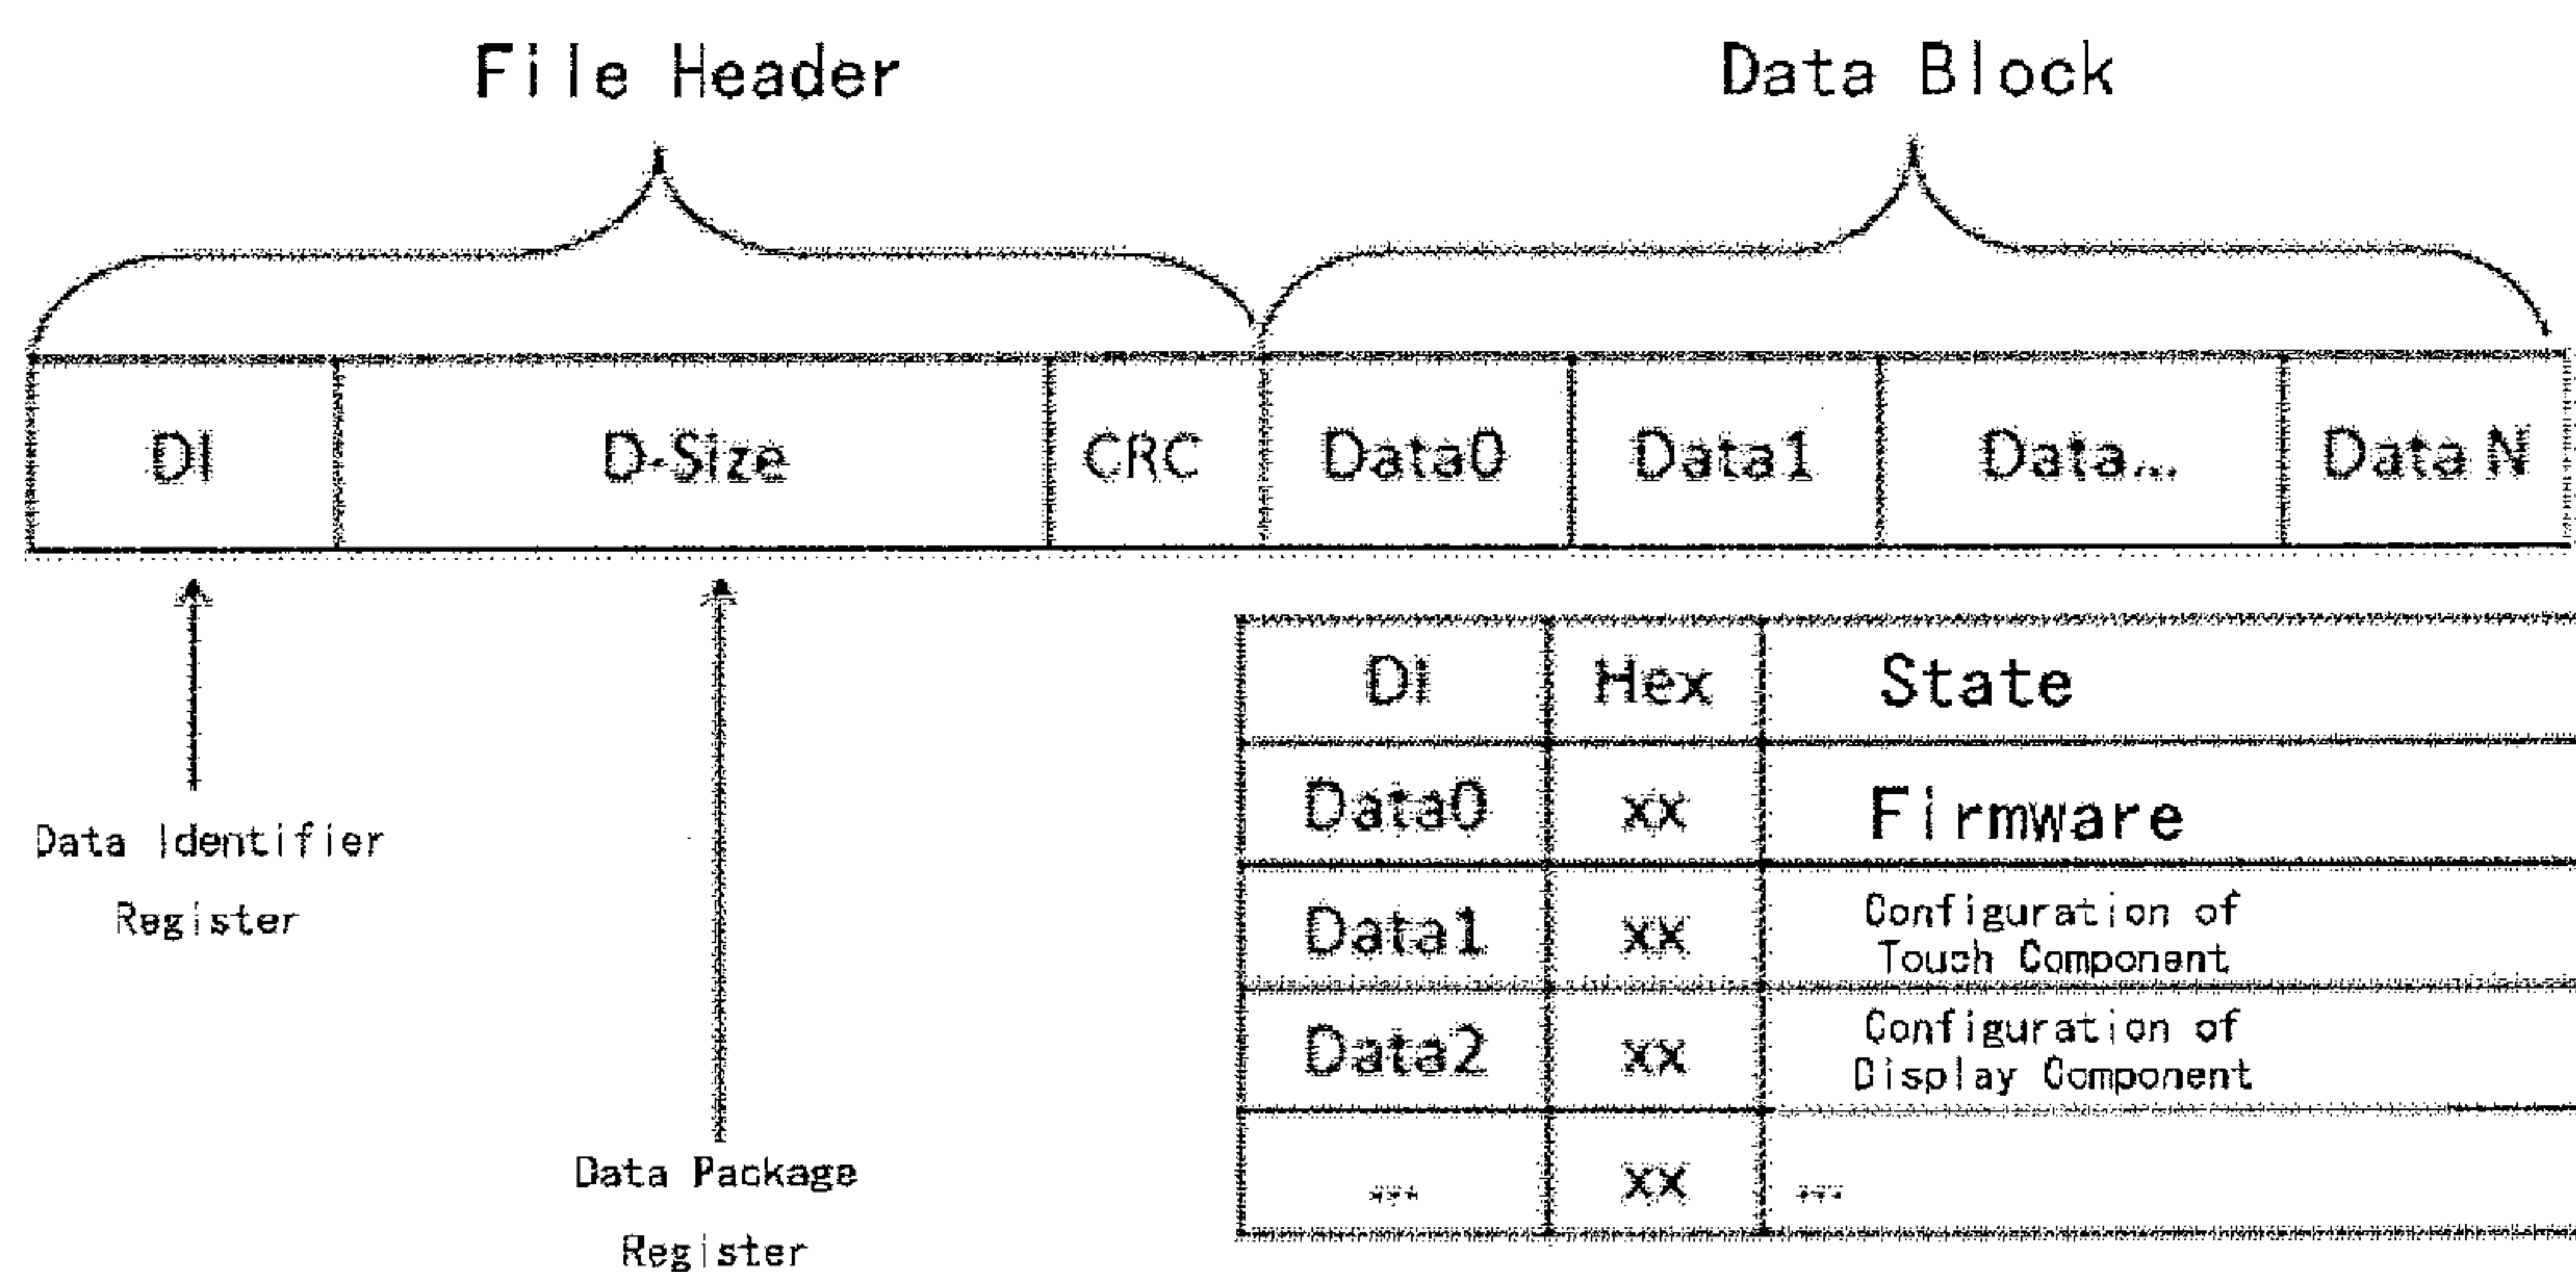 File Header
Data Block
DI
D-Size
CRC
Data0
Data1
Data...
Data N
Data Identifier
Register
Data Package
Register
DI Hex State
Data0 xx Firmware
Data1 xx Configuration of
Touch Component
Data2 xx Configuration of
Display Component
... xx ...